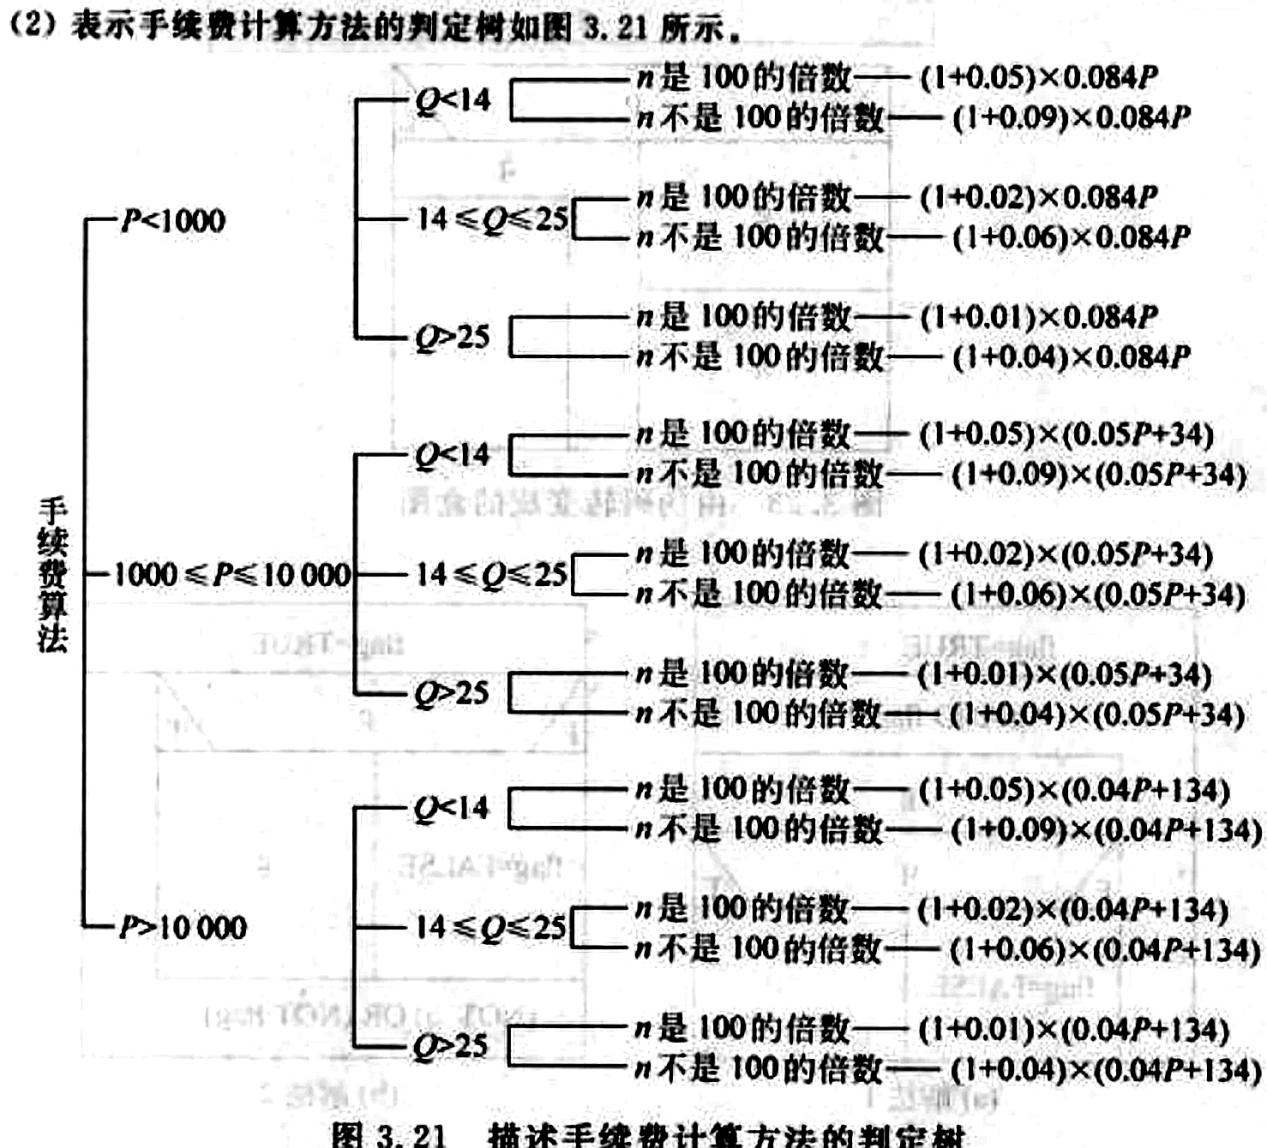 (2) 表示手续费计算方法的判定树如图 3.21 所示。
手续费算法
P<1000
Q<14
n是 100的倍数 (1+0.05)×0.084P
n不是 100的倍数 (1+0.09)×0.084P
14≤Q≤25
n是 100的倍数 (1+0.02)×0.084P
n不是 100的倍数 (1+0.06)×0.084P
Q>25
n是 100的倍数 (1+0.01)×0.084P
n不是 100的倍数 (1+0.04)×0.084P
1000≤P≤10 000
Q<14
n是 100的倍数 (1+0.05)×(0.05P+34)
n不是 100的倍数 (1+0.09)×(0.05P+34)
14≤Q≤25
n是 100的倍数 (1+0.02)×(0.05P+34)
n不是 100的倍数 (1+0.06)×(0.05P+34)
Q>25
n是 100的倍数 (1+0.01)×(0.05P+34)
n不是 100的倍数 (1+0.04)×(0.05P+34)
P>10 000
Q<14
n是 100的倍数 (1+0.05)×(0.04P+134)
n不是 100的倍数 (1+0.09)×(0.04P+134)
14≤Q≤25
n是 100的倍数 (1+0.02)×(0.04P+134)
n不是 100的倍数 (1+0.06)×(0.04P+134)
Q>25
n是 100的倍数 (1+0.01)×(0.04P+134)
n不是 100的倍数 (1+0.04)×(0.04P+134)
图 3.21 描述手续费计算方法的判定树